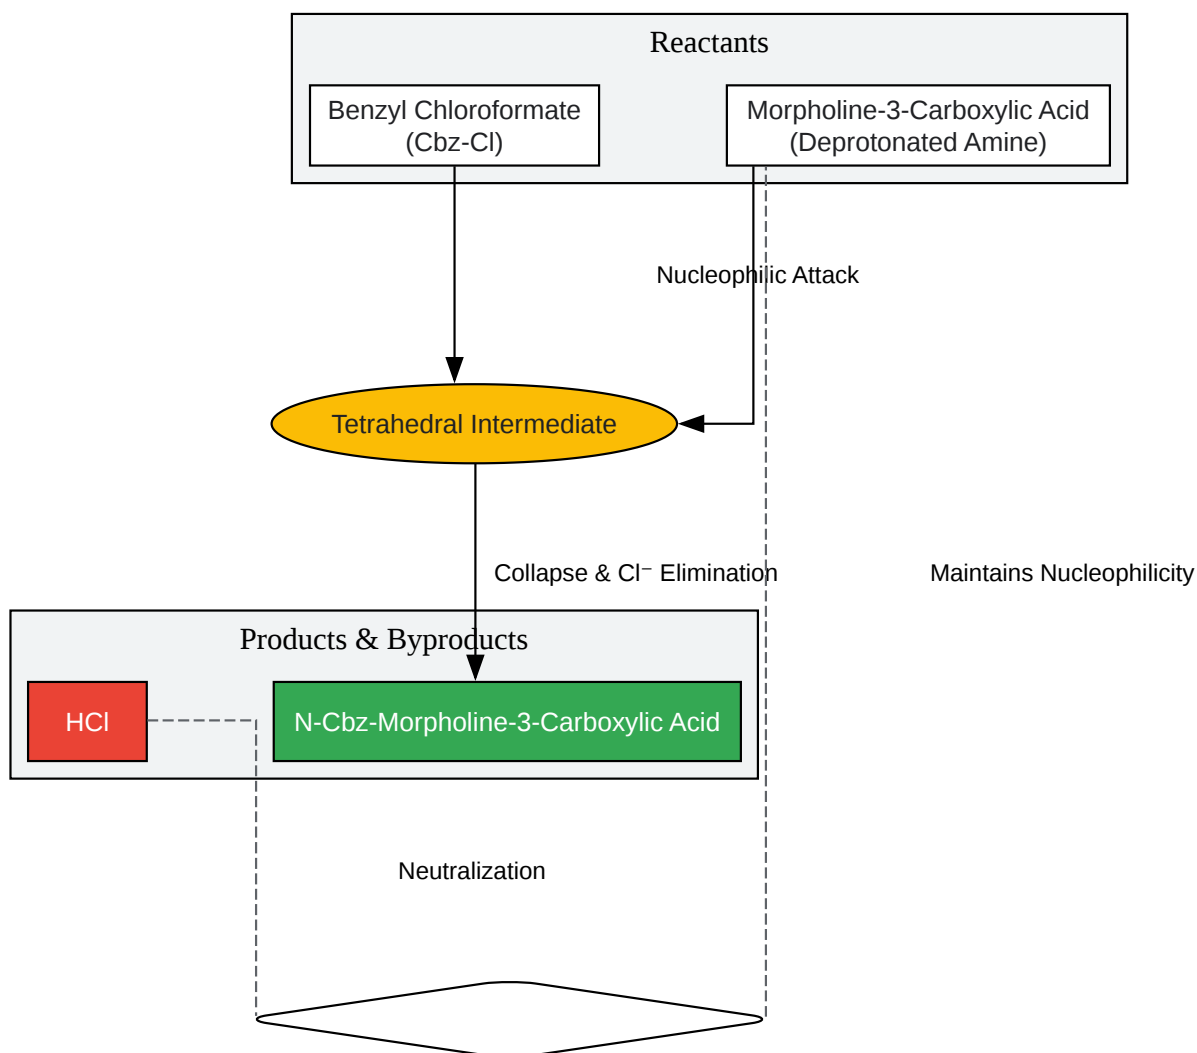 Reactants
Benzyl Chloroformate
(Cbz-Cl)
Morpholine-3-Carboxylic Acid
(Deprotonated Amine)
Nucleophilic Attack
Tetrahedral Intermediate
Collapse & Cl⁻ Elimination
Maintains Nucleophilicity
Products & Byproducts
HCl
N-Cbz-Morpholine-3-Carboxylic Acid
Neutralization